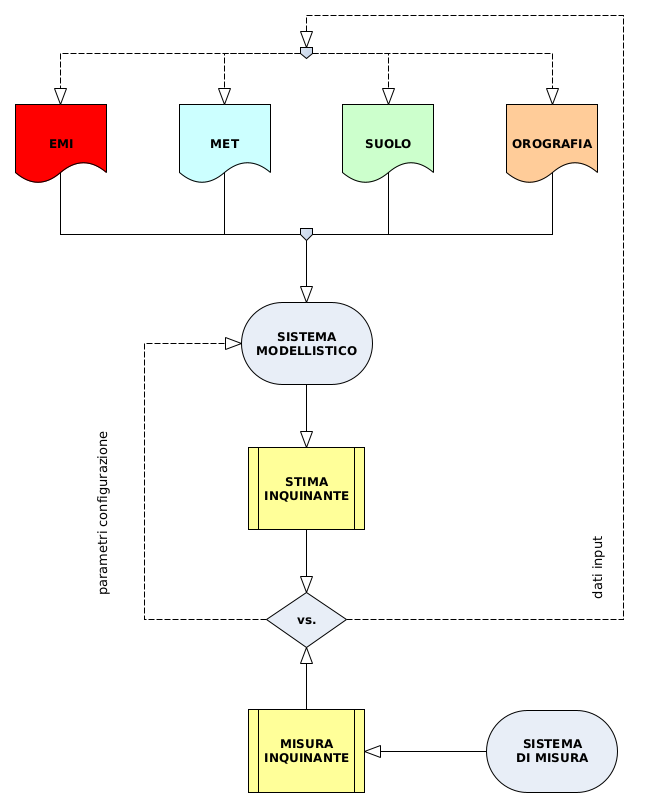 EMI
MET
SUOLO
OROGRAFIA
SISTEMA
MODELLISTICO
parametri configurazione
STIMA
INQUINANTE
dati input
vs.
MISURA
INQUINANTE
SISTEMA
DI MISURA